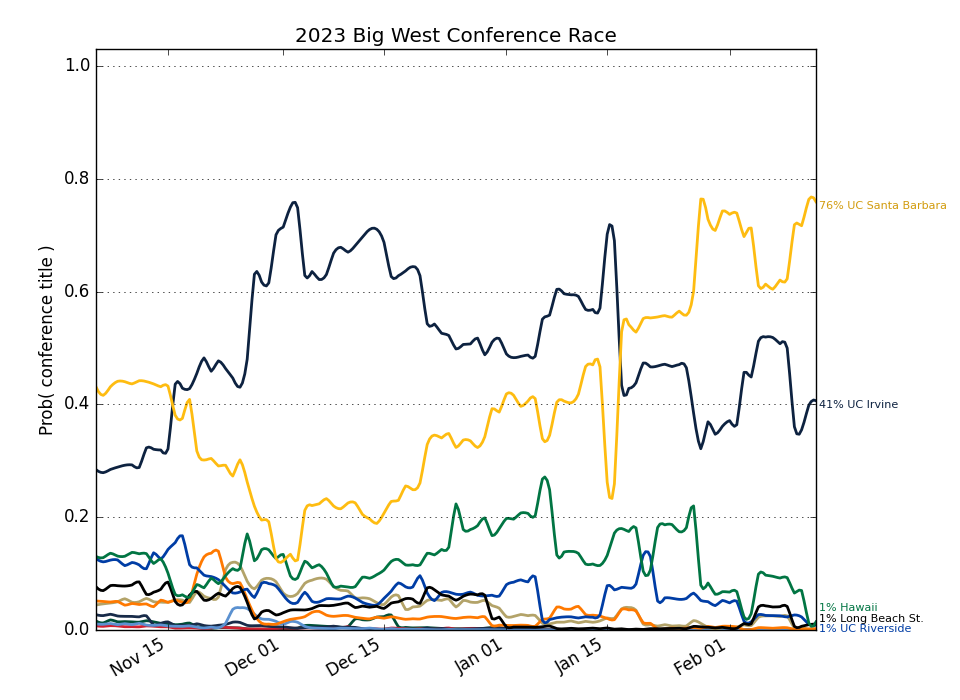 2023 Big West Conference Race
Prob( conference title )
1.0
0.8
0.6
0.4
0.2
0.0
76% UC Santa Barbara
41% UC Irvine
1% Hawaii
1% Long Beach St.
1% UC Riverside
Nov 15
Dec 01
Dec 15
Jan 01
Jan 15
Feb 01